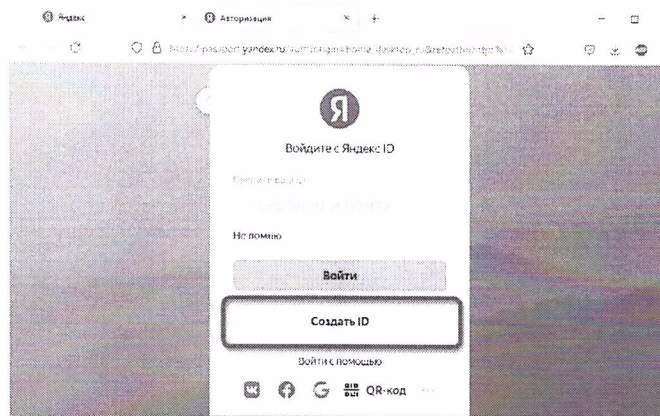 Яндекс
Авторизация
Я
Войдите с Яндекс ID
Не помню
Войти
Создать ID
Войти с помощью
QR-код